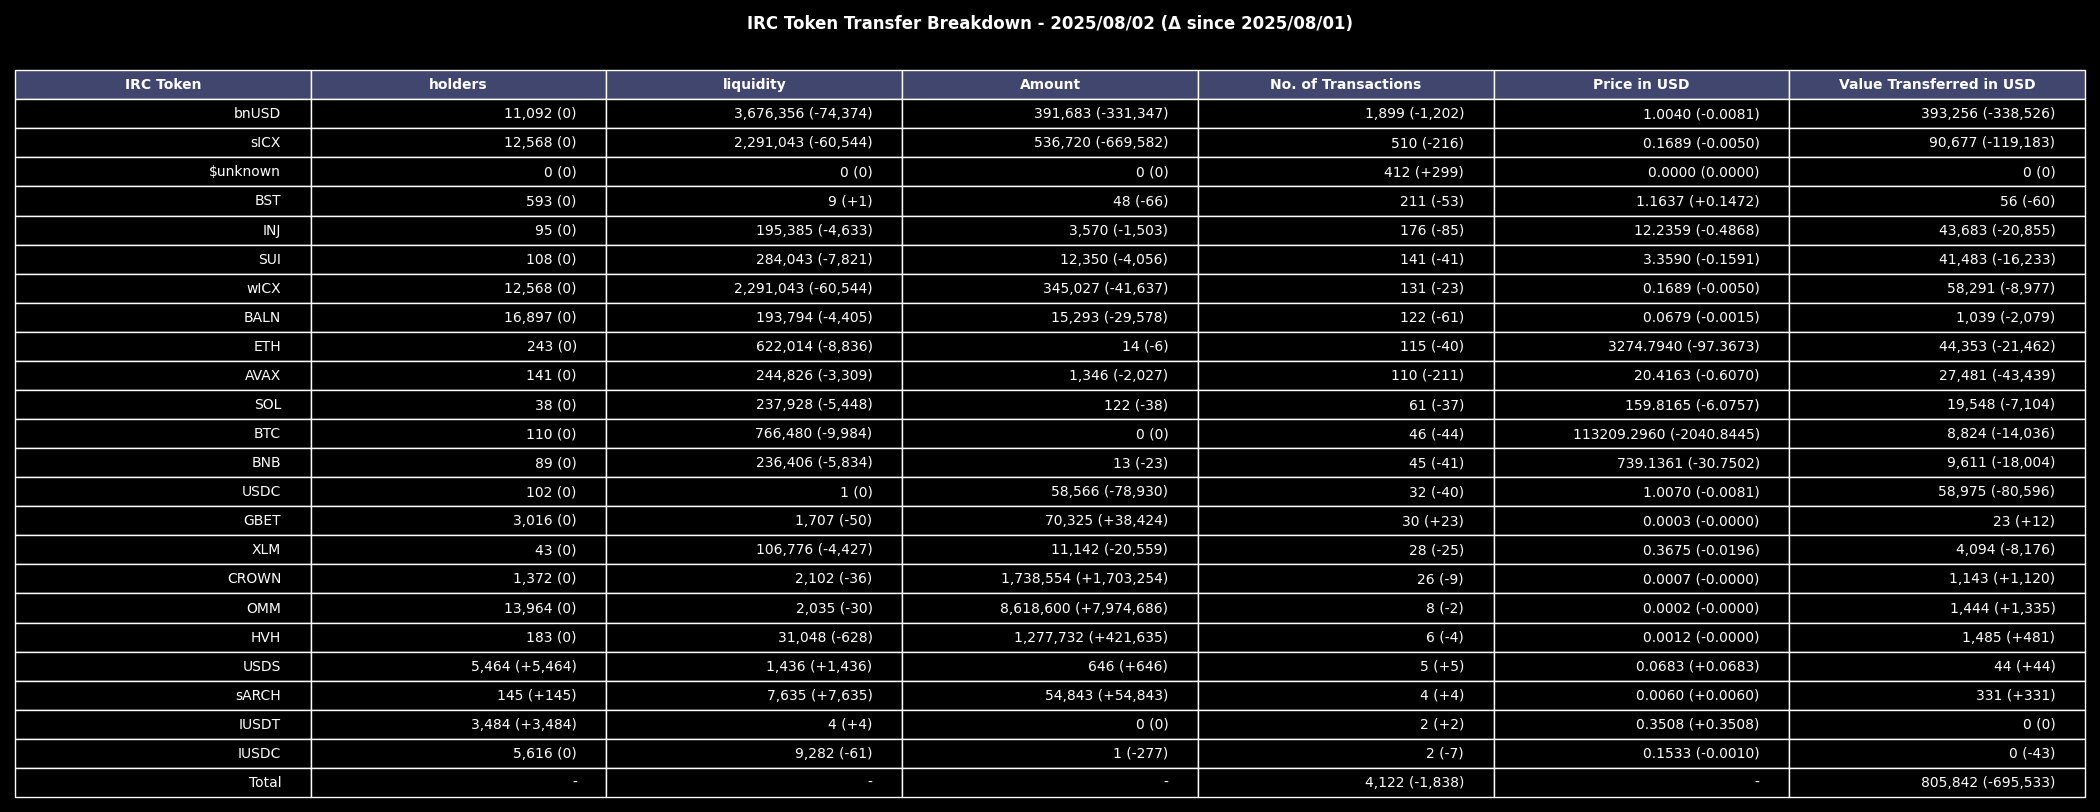 IRC Token Transfer Breakdown - 2025/08/02 (Δ since 2025/08/01)
IRC Token holders liquidity Amount No. of Transactions Price in USD Value Transferred in USD
bnUSD 11,092 (0) 3,676,356 (-74,374) 391,683 (-331,347) 1,899 (-1,202) 1.0040 (-0.0081) 393,256 (-338,526)
sICX 12,568 (0) 2,291,043 (-60,544) 536,720 (-669,582) 510 (-216) 0.1689 (-0.0050) 90,677 (-119,183)
$unknown 0 (0) 0 (0) 0 (0) 412 (+299) 0.0000 (0.0000) 0 (0)
BST 593 (0) 9 (+1) 48 (-66) 211 (-53) 1.1637 (+0.1472) 56 (-60)
INJ 95 (0) 195,385 (-4,633) 3,570 (-1,503) 176 (-85) 12.2359 (-0.4868) 43,683 (-20,855)
SUI 108 (0) 284,043 (-7,821) 12,350 (-4,056) 141 (-41) 3.3590 (-0.1591) 41,483 (-16,233)
wICX 12,568 (0) 2,291,043 (-60,544) 345,027 (-41,637) 131 (-23) 0.1689 (-0.0050) 58,291 (-8,977)
BALN 16,897 (0) 193,794 (-4,405) 15,293 (-29,578) 122 (-61) 0.0679 (-0.0015) 1,039 (-2,079)
ETH 243 (0) 622,014 (-8,836) 14 (-6) 115 (-40) 3274.7940 (-97.3673) 44,353 (-21,462)
AVAX 141 (0) 244,826 (-3,309) 1,346 (-2,027) 110 (-211) 20.4163 (-0.6070) 27,481 (-43,439)
SOL 38 (0) 237,928 (-5,448) 122 (-38) 61 (-37) 159.8165 (-6.0757) 19,548 (-7,104)
BTC 110 (0) 766,480 (-9,984) 0 (0) 46 (-44) 113209.2960 (-2040.8445) 8,824 (-14,036)
BNB 89 (0) 236,406 (-5,834) 13 (-23) 45 (-41) 739.1361 (-30.7502) 9,611 (-18,004)
USDC 102 (0) 1 (0) 58,566 (-78,930) 32 (-40) 1.0070 (-0.0081) 58,975 (-80,596)
GBET 3,016 (0) 1,707 (-50) 70,325 (+38,424) 30 (+23) 0.0003 (-0.0000) 23 (+12)
XLM 43 (0) 106,776 (-4,427) 11,142 (-20,559) 28 (-25) 0.3675 (-0.0196) 4,094 (-8,176)
CROWN 1,372 (0) 2,102 (-36) 1,738,554 (+1,703,254) 26 (-9) 0.0007 (-0.0000) 1,143 (+1,120)
OMM 13,964 (0) 2,035 (-30) 8,618,600 (+7,974,686) 8 (-2) 0.0002 (-0.0000) 1,444 (+1,335)
HVH 183 (0) 31,048 (-628) 1,277,732 (+421,635) 6 (-4) 0.0012 (-0.0000) 1,485 (+481)
USDS 5,464 (+5,464) 1,436 (+1,436) 646 (+646) 5 (+5) 0.0683 (+0.0683) 44 (+44)
sARCH 145 (+145) 7,635 (+7,635) 54,843 (+54,843) 4 (+4) 0.0060 (+0.0060) 331 (+331)
IUSDT 3,484 (+3,484) 4 (+4) 0 (0) 2 (+2) 0.3508 (+0.3508) 0 (0)
IUSDC 5,616 (0) 9,282 (-61) 1 (-277) 2 (-7) 0.1533 (-0.0010) 0 (-43)
Total - - - 4,122 (-1,838) - 805,842 (-695,533)